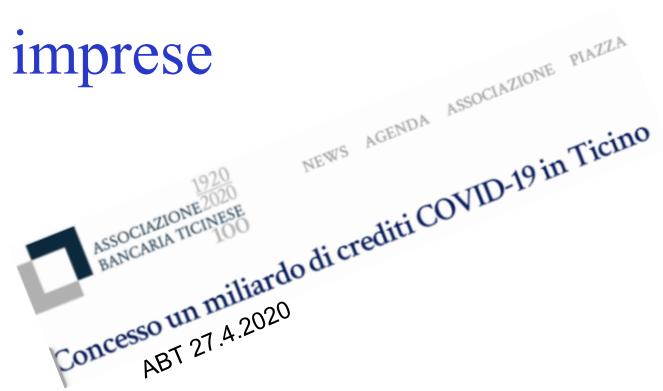 imprese
NEWS AGENDA ASSOCIAZIONE PIAZZA
1920
2020
ASSOCIAZIONE
BANCARIA TICINESE
100
Concesso un miliardo di crediti COVID-19 in Ticino
ABT 27.4.2020